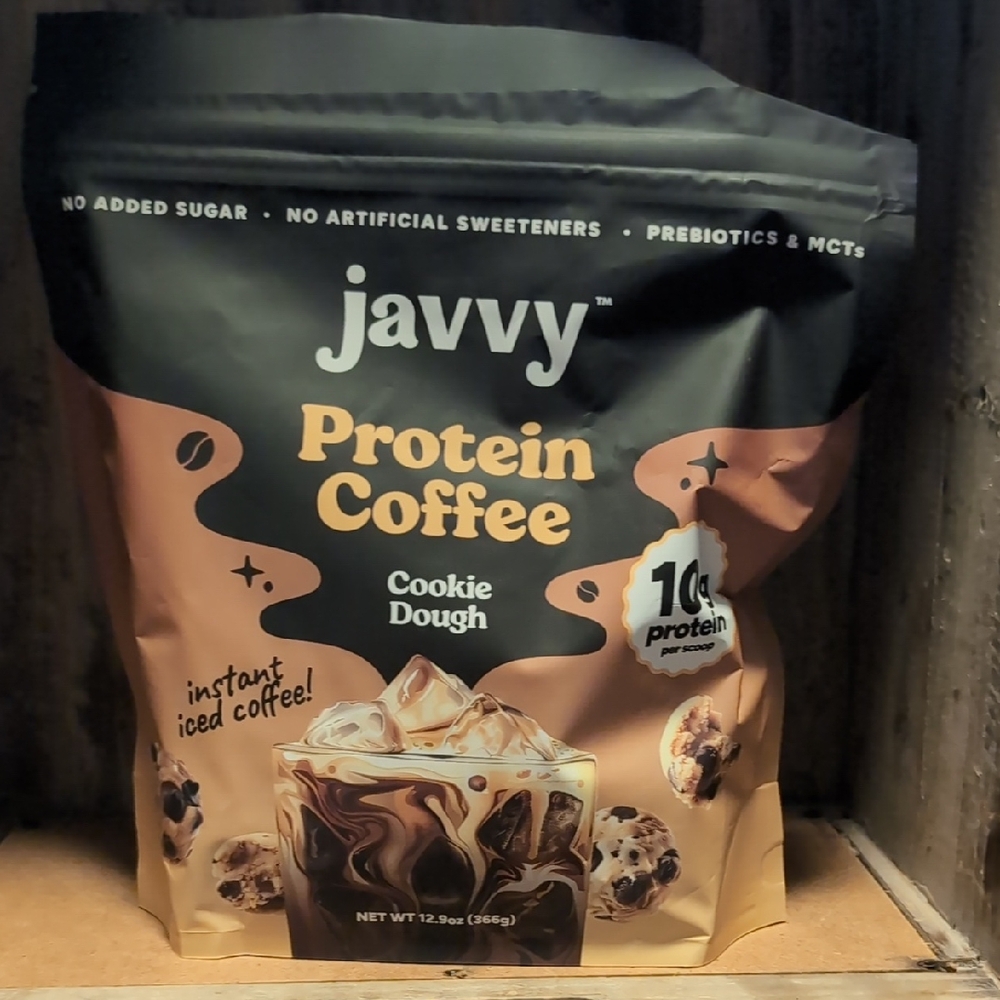 NO ADDED SUGAR • NO ARTIFICIAL SWEETENERS • PREBIOTICS & MCTs
javvy™
Protein
Coffee
Cookie
Dough
10g
protein
per scoop
instant
iced coffee!
NET WT 12.9oz (366g)